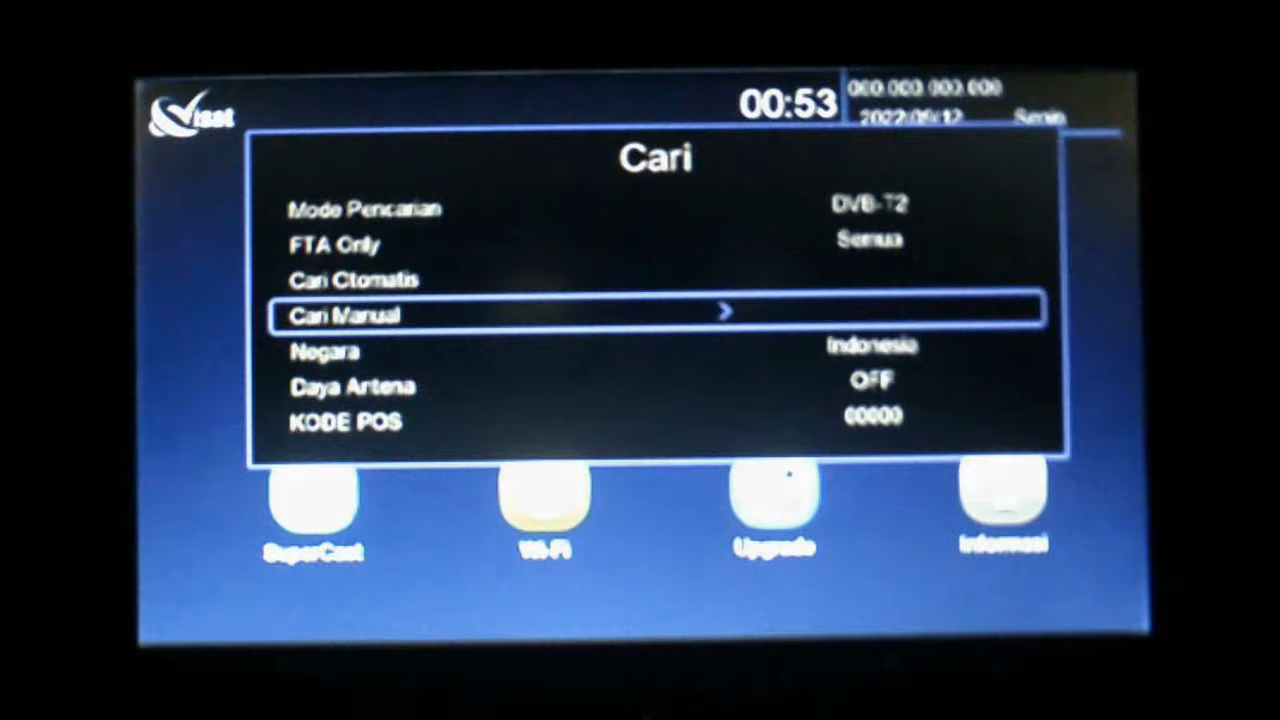 Visat
00:53
000.000.000.000
2022/09/12 Senin
Cari
Mode Pencarian DVB-T2
FTA Only Semua
Cari Otomatis
Cari Manual
Negara Indonesia
Daya Antena OFF
KODE POS 00000
SuperCast Wi-Fi Upgrade Informasi